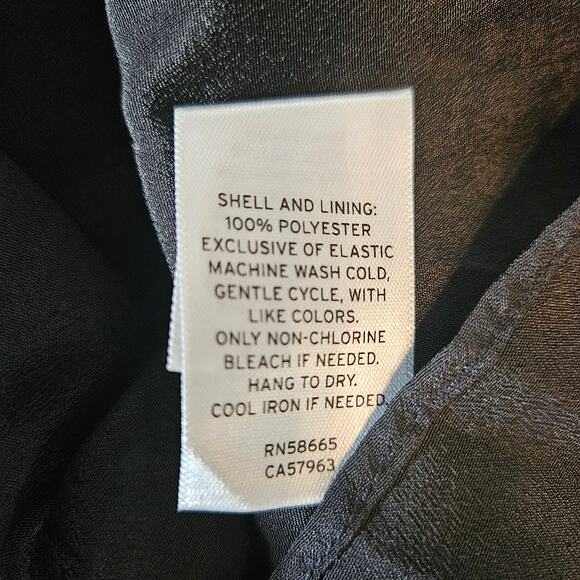 SHELL AND LINING:
100% POLYESTER
EXCLUSIVE OF ELASTIC
MACHINE WASH COLD,
GENTLE CYCLE, WITH
LIKE COLORS.
ONLY NON-CHLORINE
BLEACH IF NEEDED.
HANG TO DRY.
COOL IRON IF NEEDED
RN58665
CA57963